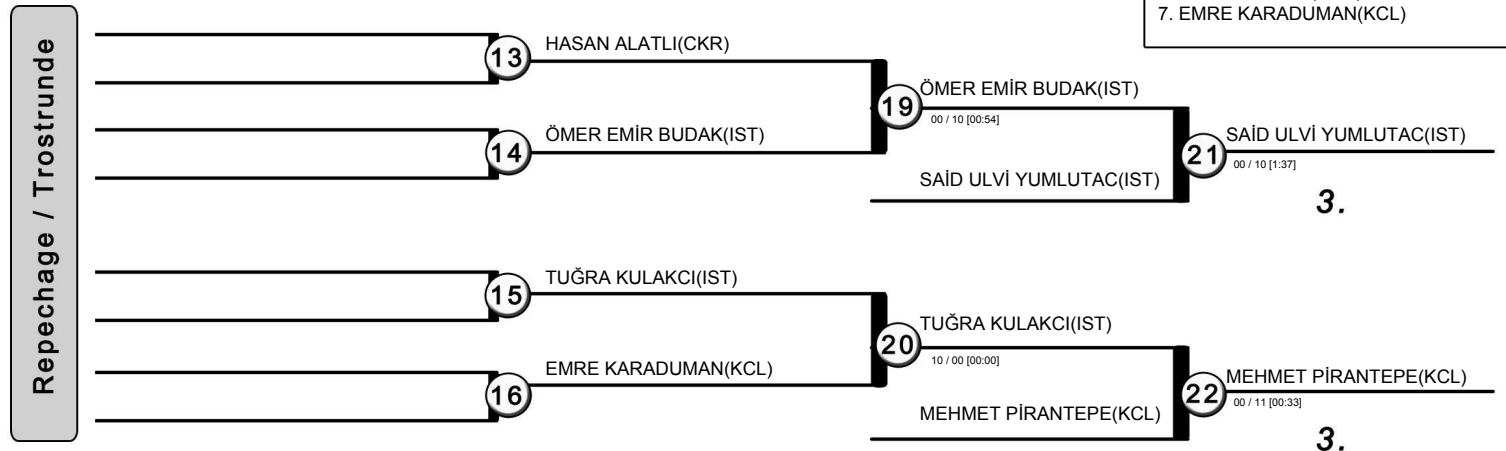 7. EMRE KARADUMAN(KCL)
Repechage / Trostrunde
13
HASAN ALATLI(CKR)
14
ÖMER EMİR BUDAK(IST)
19
ÖMER EMİR BUDAK(IST)
00 / 10 [00:54]
SAİD ULVİ YUMLUTAC(IST)
21
SAİD ULVİ YUMLUTAC(IST)
00 / 10 [1:37]
3.
15
TUĞRA KULAKCI(IST)
16
EMRE KARADUMAN(KCL)
20
TUĞRA KULAKCI(IST)
10 / 00 [00:00]
MEHMET PİRANTEPE(KCL)
22
MEHMET PİRANTEPE(KCL)
00 / 11 [00:33]
3.